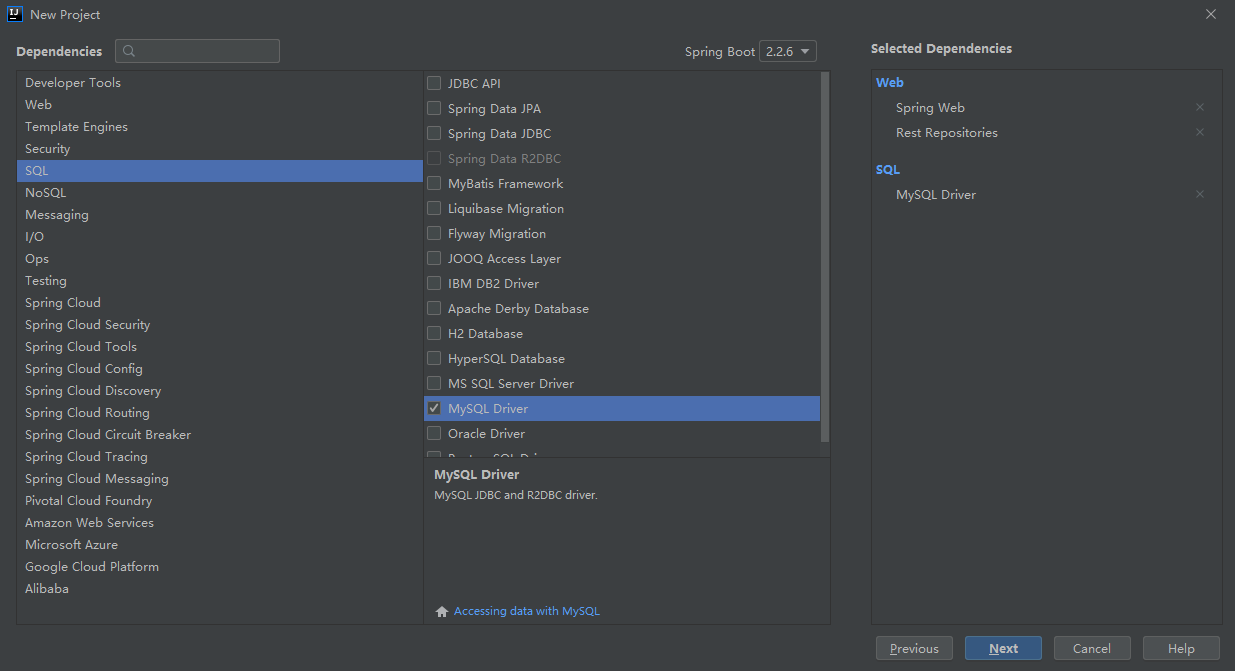 New Project
Dependencies
Spring Boot 2.2.6
Developer Tools
Web
Template Engines
Security
SQL
NoSQL
Messaging
I/O
Ops
Testing
Spring Cloud
Spring Cloud Security
Spring Cloud Tools
Spring Cloud Config
Spring Cloud Discovery
Spring Cloud Routing
Spring Cloud Circuit Breaker
Spring Cloud Tracing
Spring Cloud Messaging
Pivotal Cloud Foundry
Amazon Web Services
Microsoft Azure
Google Cloud Platform
Alibaba
JDBC API
Spring Data JPA
Spring Data JDBC
Spring Data R2DBC
MyBatis Framework
Liquibase Migration
Flyway Migration
JOOQ Access Layer
IBM DB2 Driver
Apache Derby Database
H2 Database
HyperSQL Database
MS SQL Server Driver
MySQL Driver
Oracle Driver
MySQL Driver
MySQL JDBC and R2DBC driver.
Accessing data with MySQL
Selected Dependencies
Web
Spring Web
Rest Repositories
SQL
MySQL Driver
Previous
Next
Cancel
Help